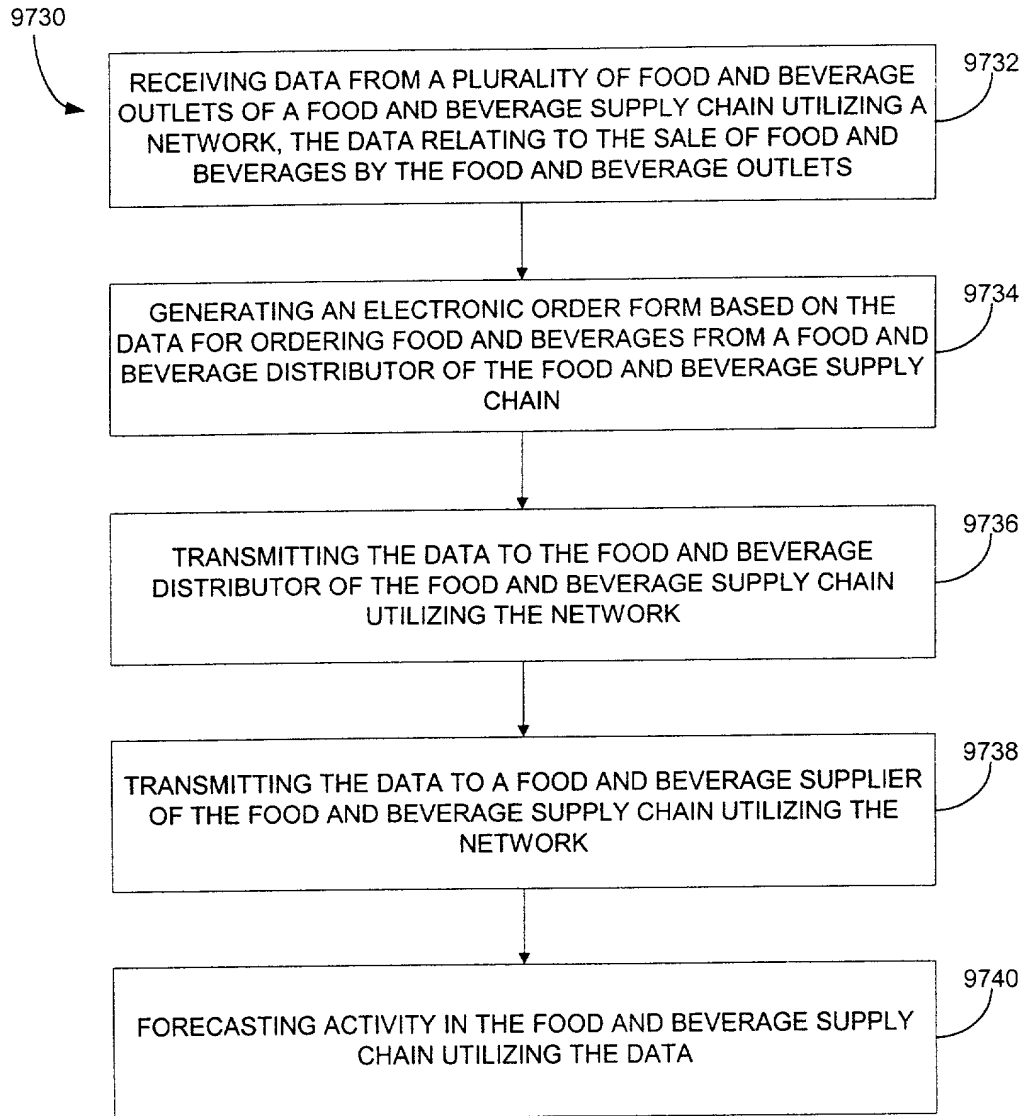 9730
9732
RECEIVING DATA FROM A PLURALITY OF FOOD AND BEVERAGE
OUTLETS OF A FOOD AND BEVERAGE SUPPLY CHAIN UTILIZING A
NETWORK, THE DATA RELATING TO THE SALE OF FOOD AND
BEVERAGES BY THE FOOD AND BEVERAGE OUTLETS
9734
GENERATING AN ELECTRONIC ORDER FORM BASED ON THE
DATA FOR ORDERING FOOD AND BEVERAGES FROM A FOOD AND
BEVERAGE DISTRIBUTOR OF THE FOOD AND BEVERAGE SUPPLY
CHAIN
9736
TRANSMITTING THE DATA TO THE FOOD AND BEVERAGE
DISTRIBUTOR OF THE FOOD AND BEVERAGE SUPPLY CHAIN
UTILIZING THE NETWORK
9738
TRANSMITTING THE DATA TO A FOOD AND BEVERAGE SUPPLIER
OF THE FOOD AND BEVERAGE SUPPLY CHAIN UTILIZING THE
NETWORK
9740
FORECASTING ACTIVITY IN THE FOOD AND BEVERAGE SUPPLY
CHAIN UTILIZING THE DATA